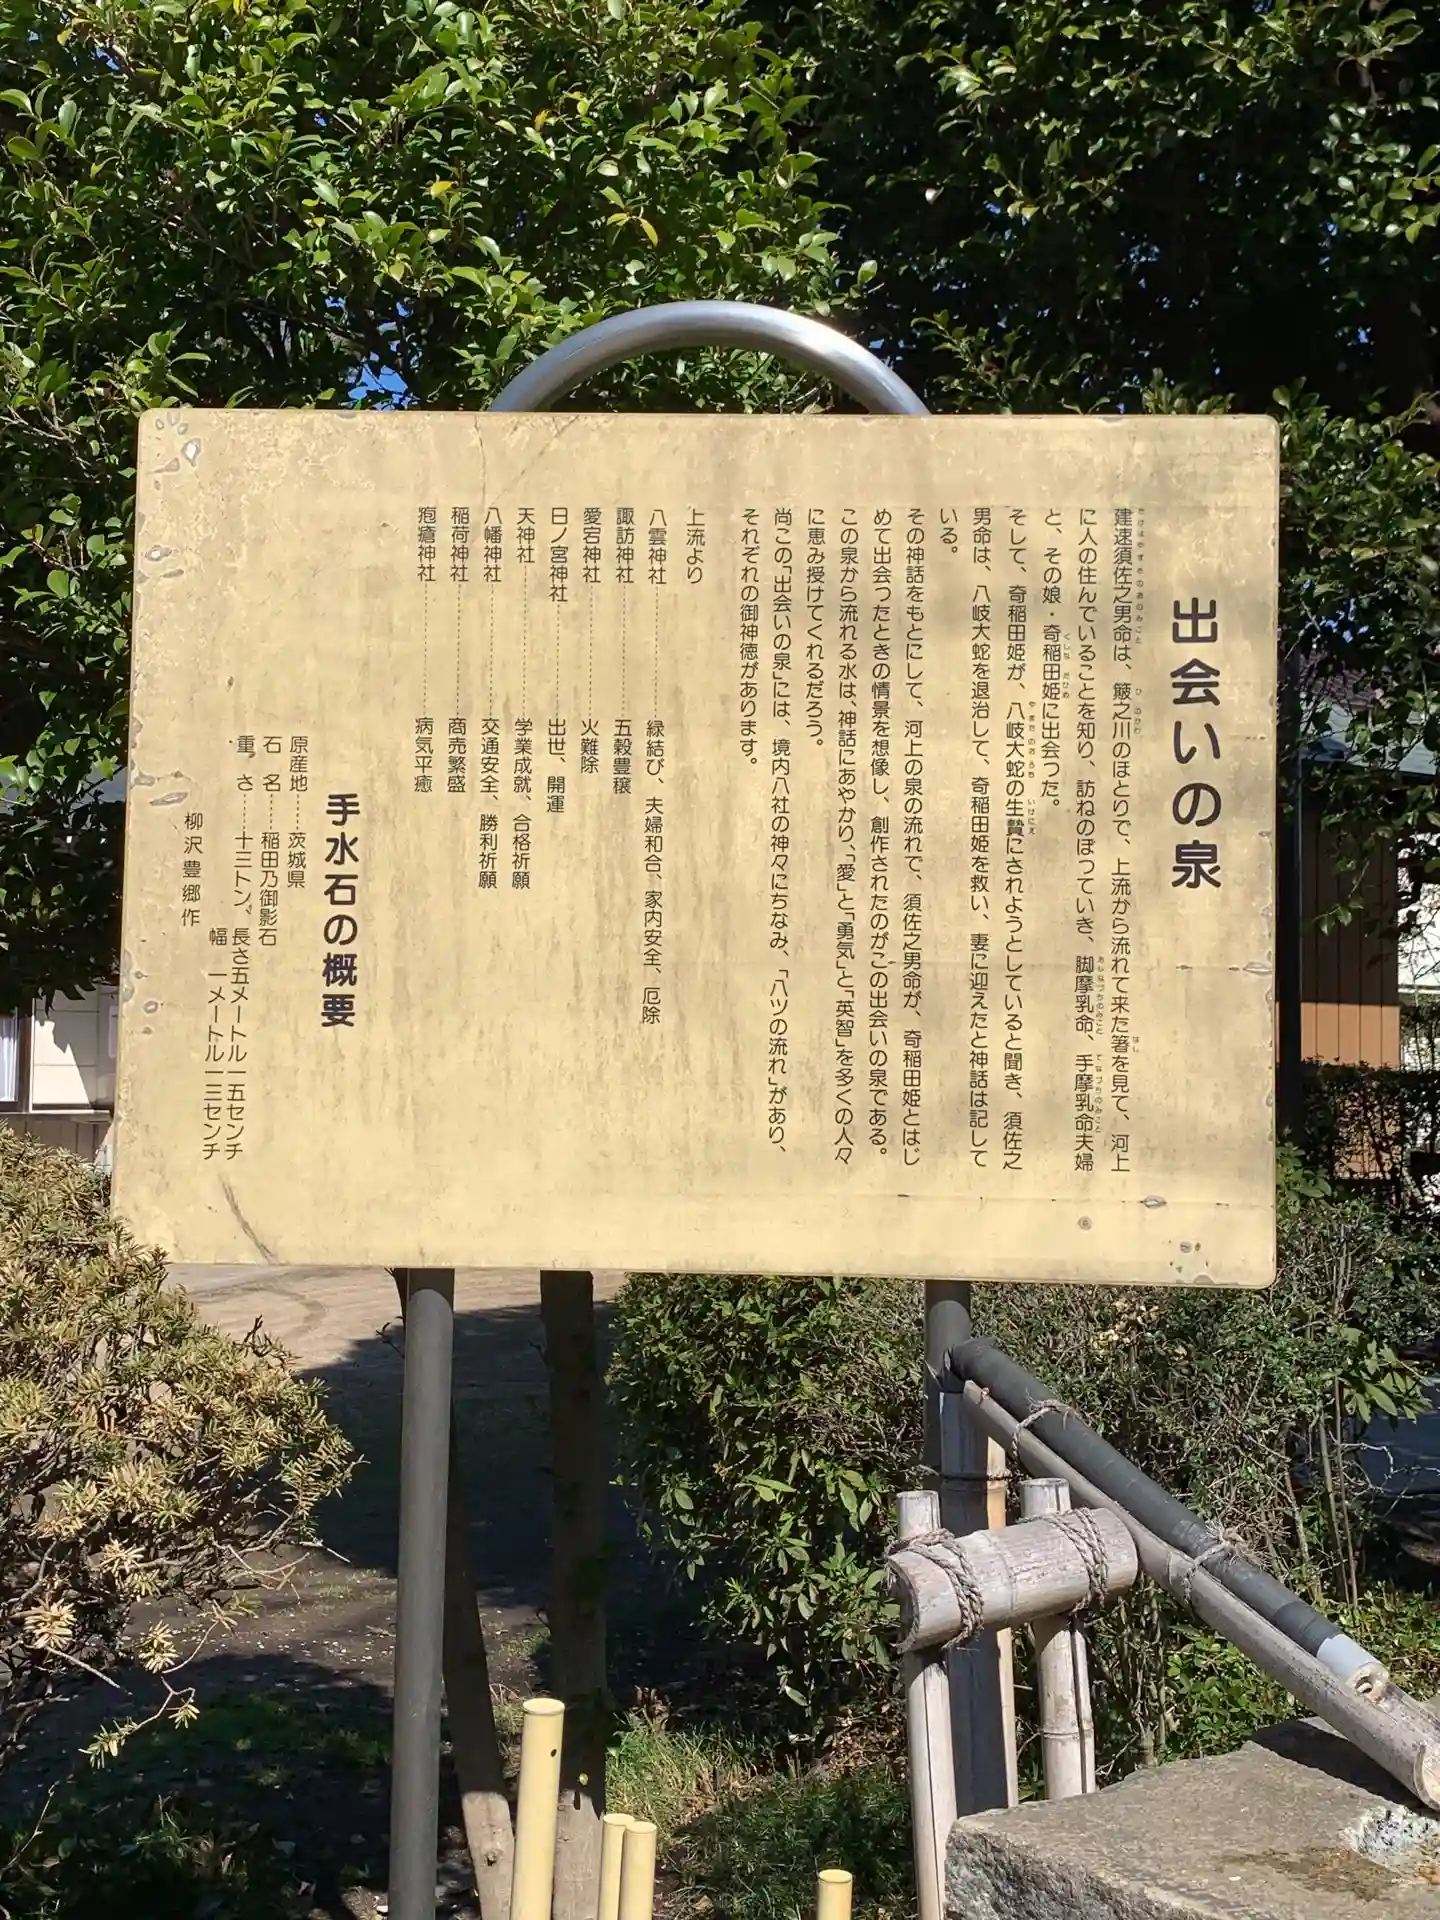 出会いの泉
建速須佐之男命は、簸之川のほとりで、上流から流れて来た箸を見て、河上
に人の住んでいることを知り、訪ねのぼっていき、脚摩乳命、手摩乳命夫婦
と、その娘・奇稲田姫に出会った。
そして、奇稲田姫が、八岐大蛇の生贄にされようとしていると聞き、須佐之
男命は、八岐大蛇を退治して、奇稲田姫を救い、妻に迎えたと神話は記して
いる。
その神話をもとにして、河上の泉の流れで、須佐之男命が、奇稲田姫とはじ
めて出会ったときの情景を想像し、創作されたのがこの出会いの泉である。
この泉から流れる水は、神話にあやかり、「愛」と「勇気」と「英智」を多くの人々
に恵み授けてくれるだろう。
尚この「出会いの泉」には、境内八社の神々にちなみ、「八ツの流れ」があり、
それぞれの御神徳があります。
上流より
八雲神社…………縁結び、夫婦和合、家内安全、厄除
諏訪神社…………五穀豊穣
愛宕神社…………火難除
日ノ宮神社…………出世、開運
天神社…………学業成就、合格祈願
八幡神社…………交通安全、勝利祈願
稲荷神社…………商売繁盛
疱瘡神社…………病気平癒
手水石の概要
原産地……茨城県
石　名……稲田乃御影石
重　さ……十三トン、長さ五メートル一五センチ
幅　一メートル一三センチ
柳沢豊郷作